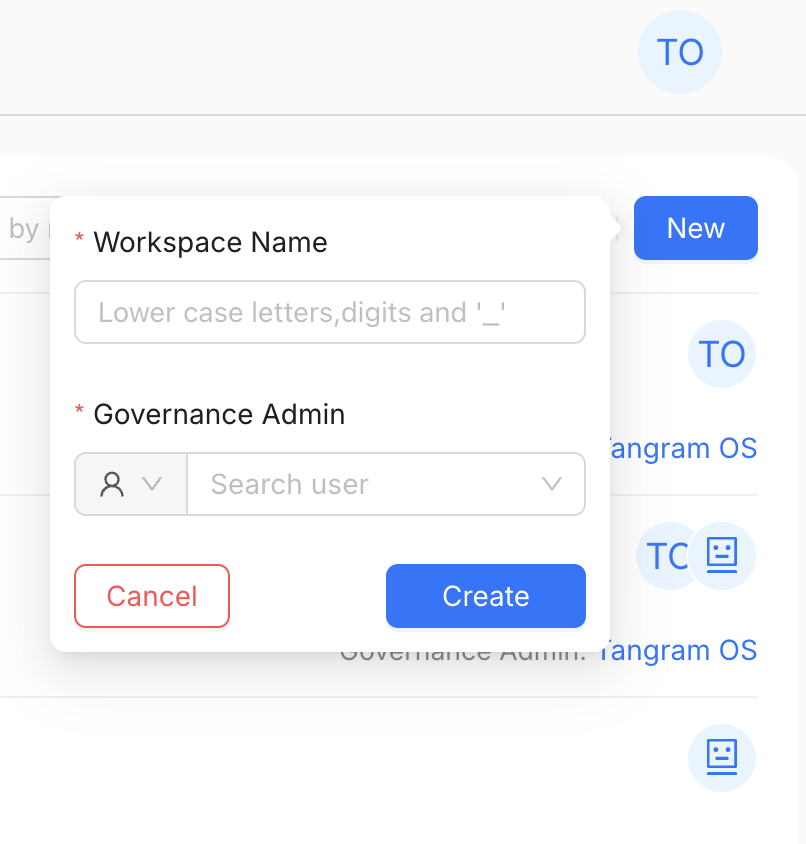 TO
by
New
* Workspace Name
Lower case letters,digits and '_'
TO
* Governance Admin
Tangram OS
Search user
TO
Cancel
Create
Governance Admin: Tangram OS